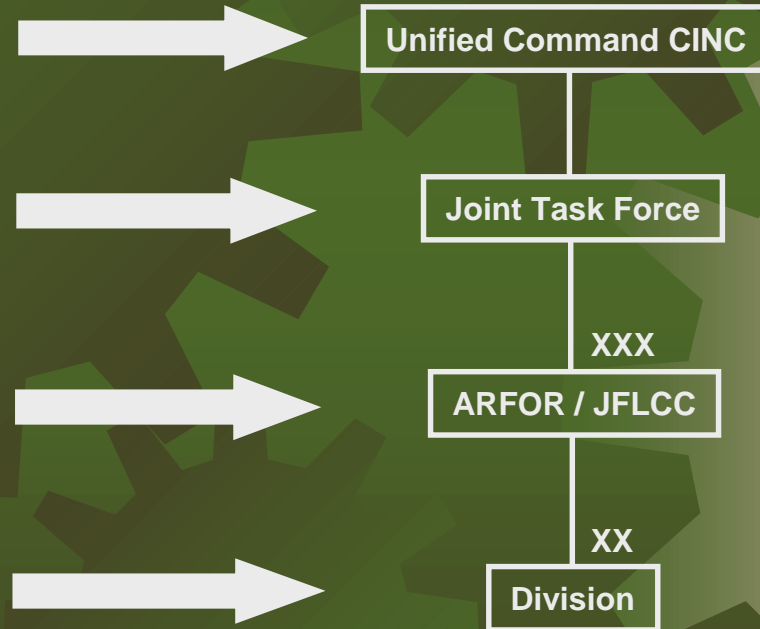 Unified Command CINC
Joint Task Force
XXX
ARFOR / JFLCC
XX
Division